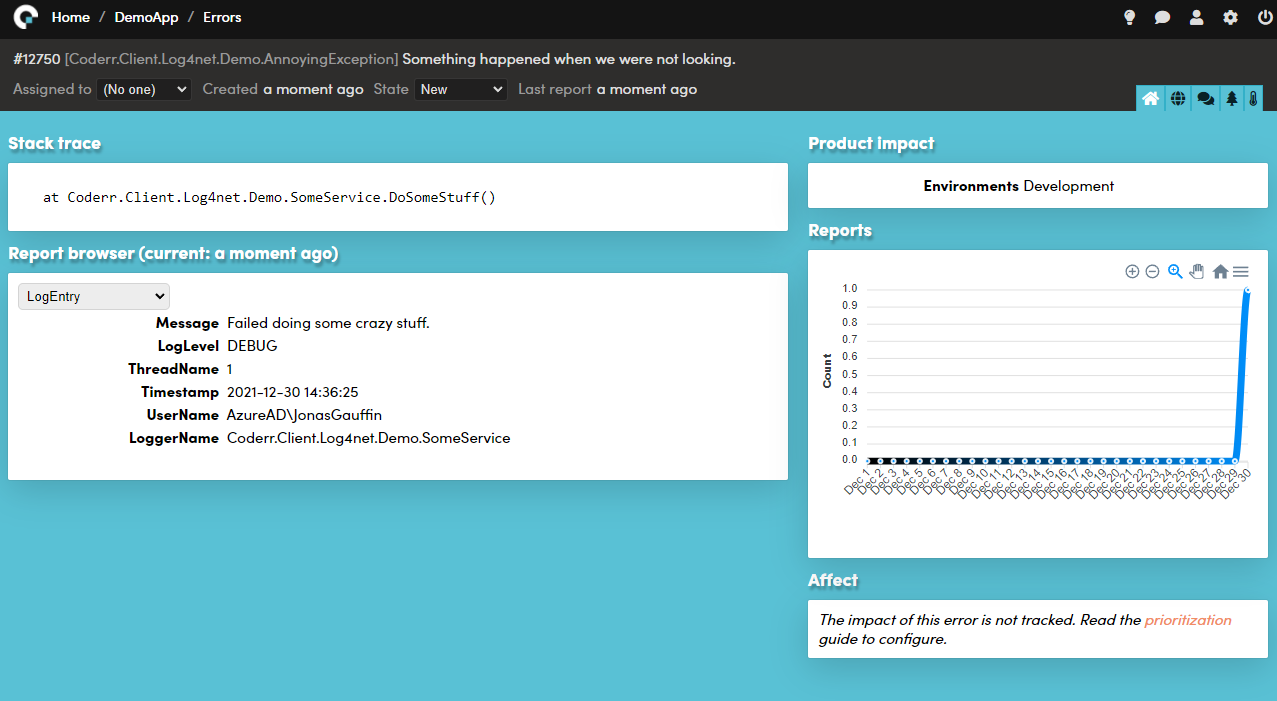 Home / DemoApp / Errors
#12750 [Coderr.Client.Log4net.Demo.AnnoyingException] Something happened when we were not looking.
Assigned to (No one) Created a moment ago State New Last report a moment ago
Stack trace
at Coderr.Client.Log4net.Demo.SomeService.DoSomeStuff()
Report browser (current: a moment ago)
LogEntry
Message Failed doing some crazy stuff.
LogLevel DEBUG
ThreadName 1
Timestamp 2021-12-30 14:36:25
UserName AzureAD\JonasGauffin
LoggerName Coderr.Client.Log4net.Demo.SomeService
Product impact
Environments Development
Reports
1.0
0.9
0.8
0.7
0.6
0.5
0.4
0.3
0.2
0.1
0.0
Count
Dec 1 Dec 2 Dec 3 Dec 4 Dec 5 Dec 6 Dec 7 Dec 8 Dec 9 Dec 10 Dec 11 Dec 12 Dec 13 Dec 14 Dec 15 Dec 16 Dec 17 Dec 18 Dec 19 Dec 20 Dec 21 Dec 22 Dec 23 Dec 24 Dec 25 Dec 26 Dec 27 Dec 28 Dec 29 Dec 30
Affect
The impact of this error is not tracked. Read the prioritization
guide to configure.